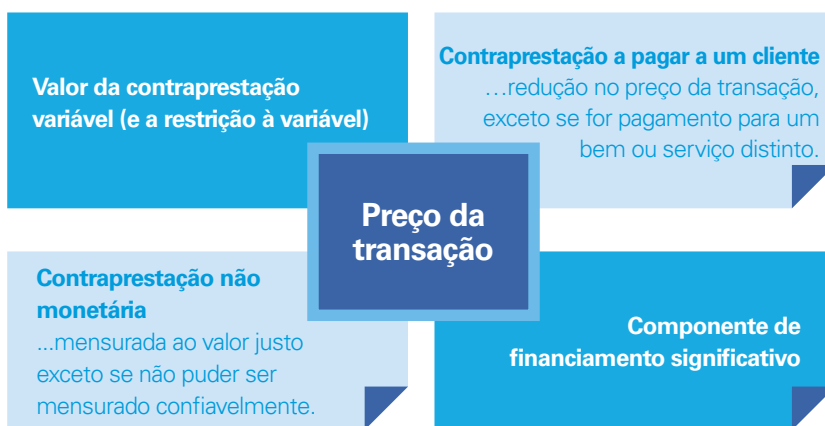 Valor da contraprestação
variável (e a restrição à variável)
Contraprestação a pagar a um cliente
…redução no preço da transação,
exceto se for pagamento para um
bem ou serviço distinto.
Preço da
transação
Contraprestação não
monetária
...mensurada ao valor justo
exceto se não puder ser
mensurado confiavelmente.
Componente de
financiamento significativo